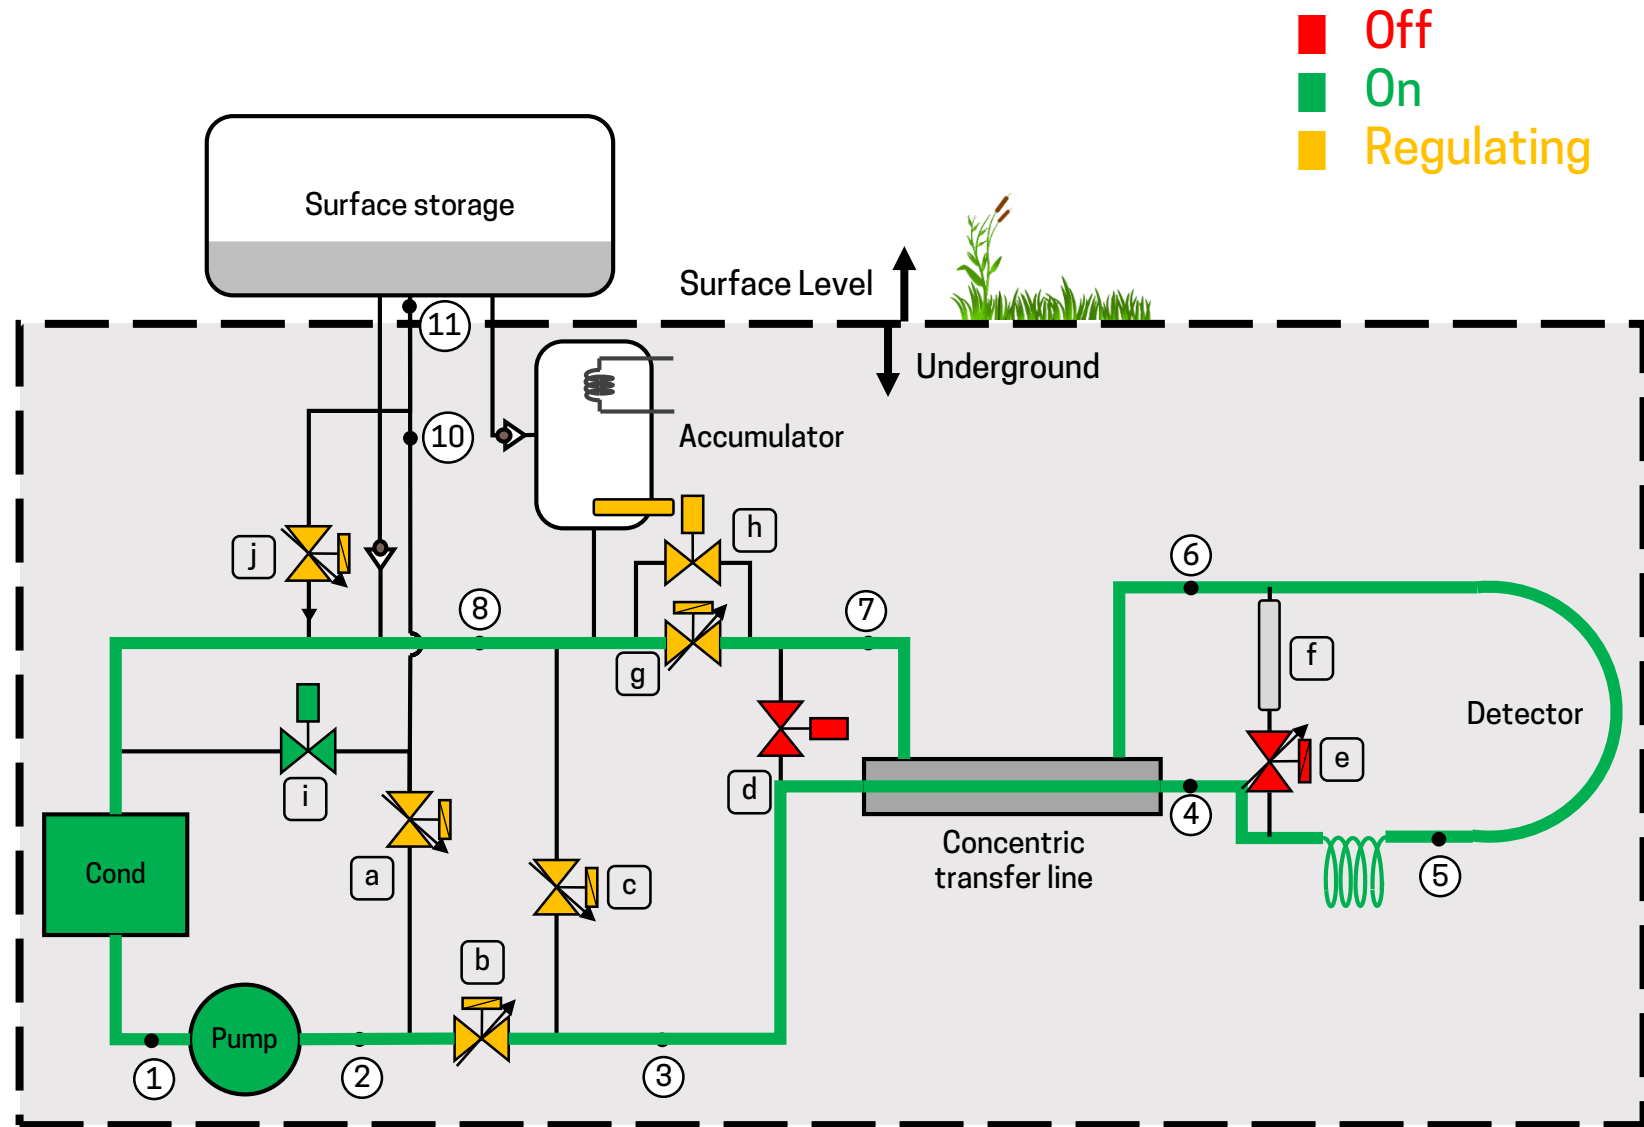 Off
On
Regulating
Surface storage
Surface Level
11
Underground
10
Accumulator
h
j
6
8
7
g
f
Detector
e
i
d
4
Concentric
transfer line
Cond
a
c
5
b
Pump
1
2
3